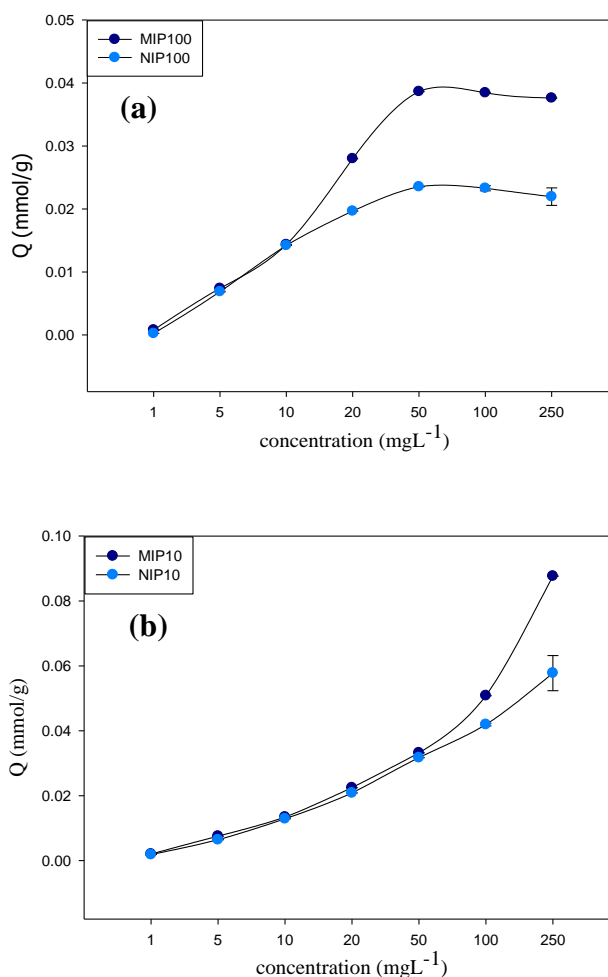 MIP100
NIP100
(a)
0.05
0.04
0.03
0.02
0.01
0.00
Q (mmol/g)
1 5 10 20 50 100 250
concentration (mgL-1)
MIP10
NIP10
(b)
0.10
0.08
0.06
0.04
0.02
0.00
Q (mmol/g)
1 5 10 20 50 100 250
concentration (mgL-1)